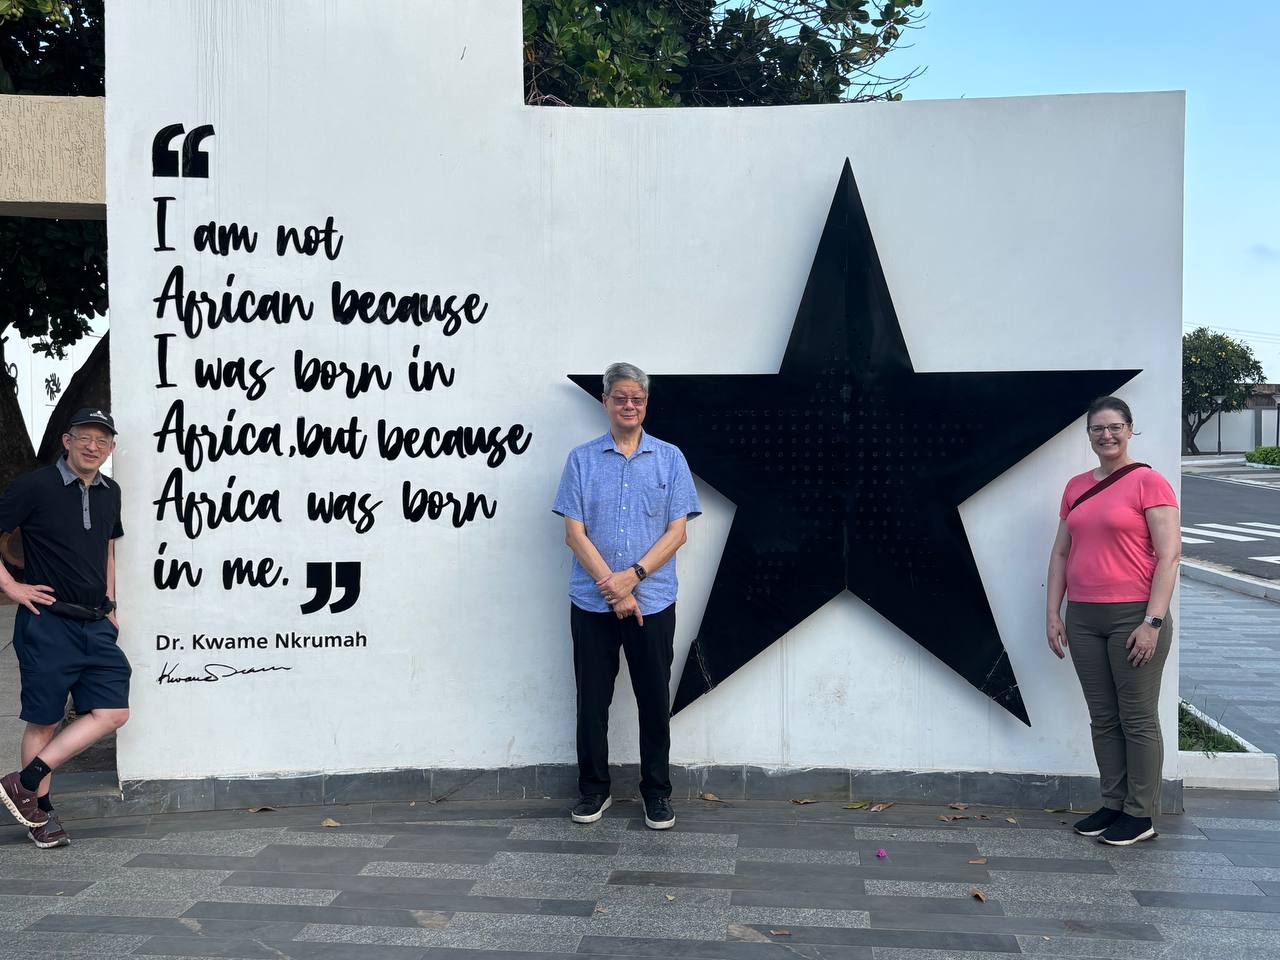 “
I am not
African because
I was born in
Africa, but because
Africa was born
in me.”
Dr. Kwame Nkrumah